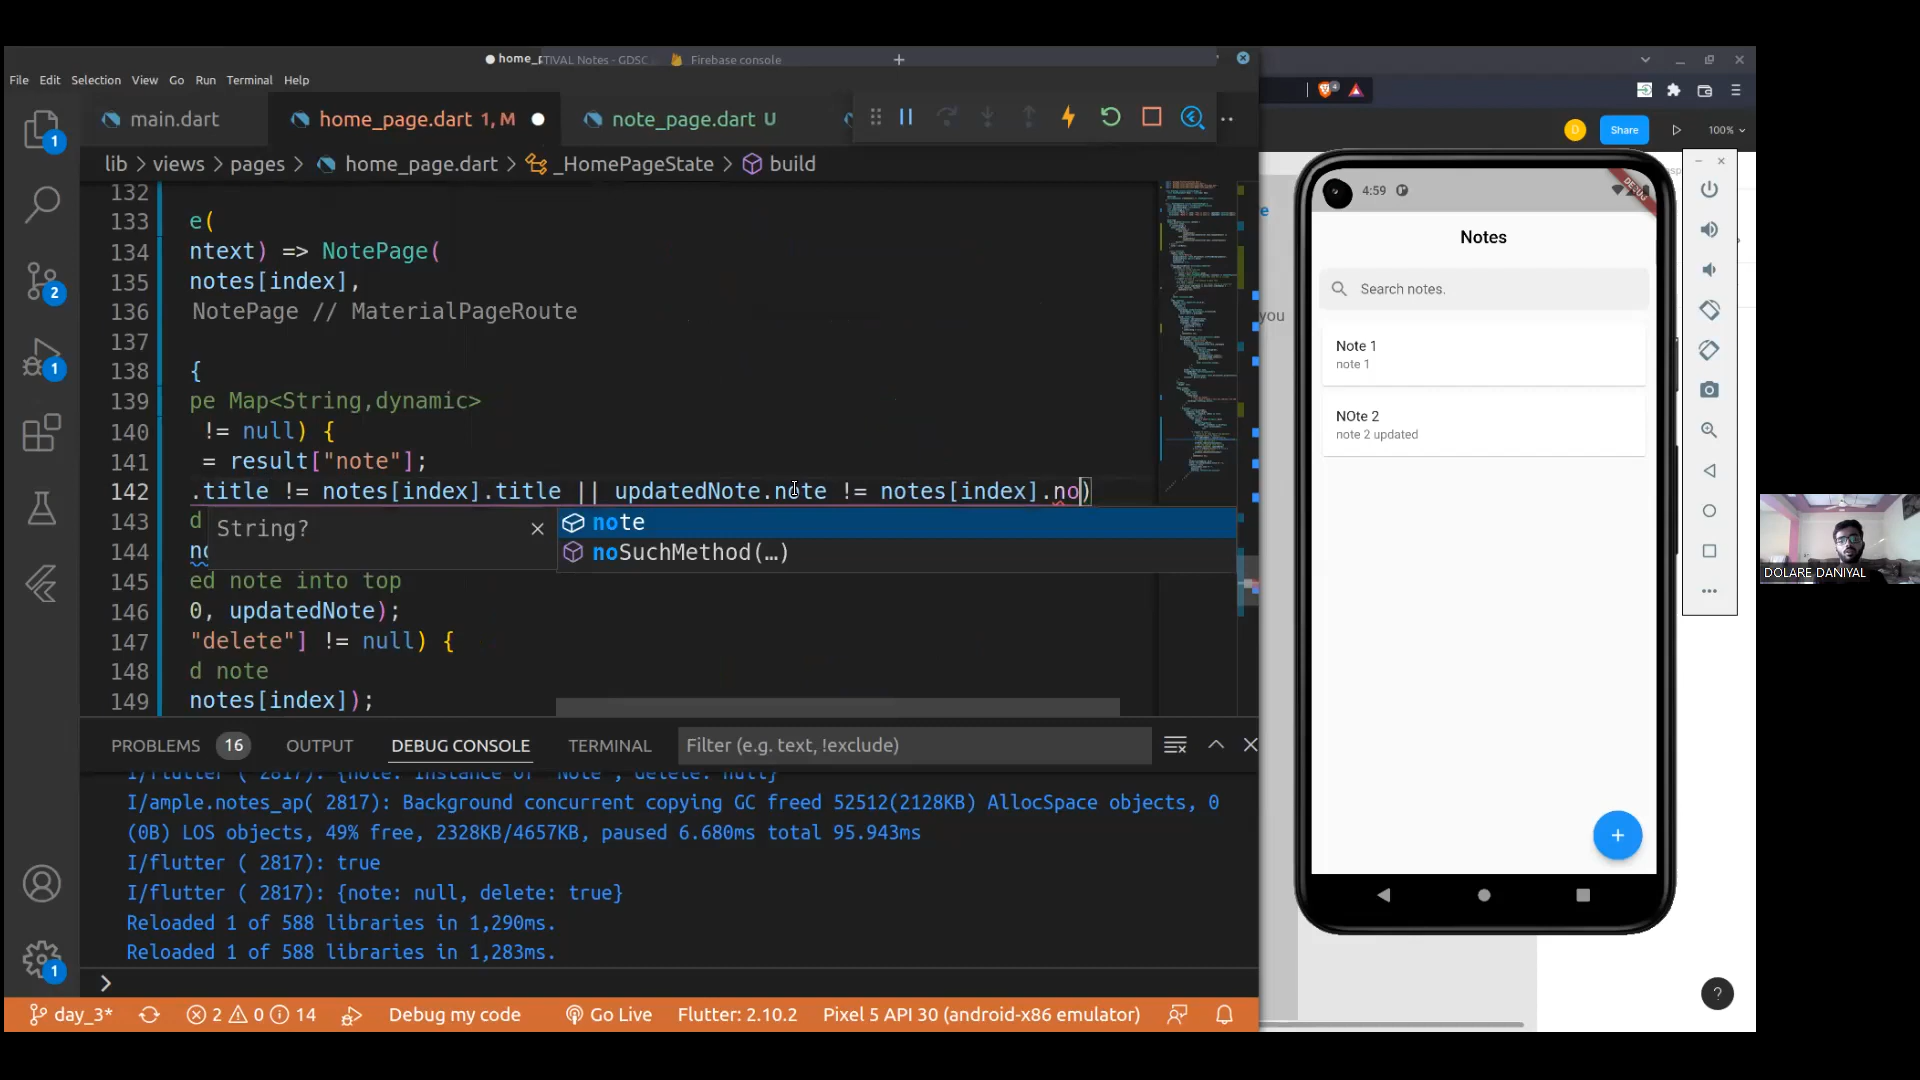 home_p
TIVAL Notes - GDSC
Firebase console
File Edit Selection View Go Run Terminal Help
main.dart
home_page.dart 1, M
note_page.dart U
lib > views > pages > home_page.dart > _HomePageState > build
132
133 e(
134 ntext) => NotePage(
135 notes[index],
136 NotePage // MaterialPageRoute
137
138 {
139 pe Map<String,dynamic>
140 != null) {
141 = result["note"];
142 .title != notes[index].title || updatedNote.note != notes[index].no)
143 d
String?
note
144 no
noSuchMethod(…)
145 ed note into top
146 0, updatedNote);
147 "delete"] != null) {
148 d note
149 notes[index]);
PROBLEMS 16 OUTPUT DEBUG CONSOLE TERMINAL Filter (e.g. text, !exclude)
I/flutter ( 2817): {note: Instance of 'Note', delete: null}
I/ample.notes_ap( 2817): Background concurrent copying GC freed 52512(2128KB) AllocSpace objects, 0
(0B) LOS objects, 49% free, 2328KB/4657KB, paused 6.680ms total 95.943ms
I/flutter ( 2817): true
I/flutter ( 2817): {note: null, delete: true}
Reloaded 1 of 588 libraries in 1,290ms.
Reloaded 1 of 588 libraries in 1,283ms.
day_3* 2 0 14 Debug my code Go Live Flutter: 2.10.2 Pixel 5 API 30 (android-x86 emulator)
1
2
1
1
4
D
Share
100%
e
you
4:59
DEBUG
Notes
Search notes.
Note 1
note 1
NOte 2
note 2 updated
+
?
DOLARE DANIYAL